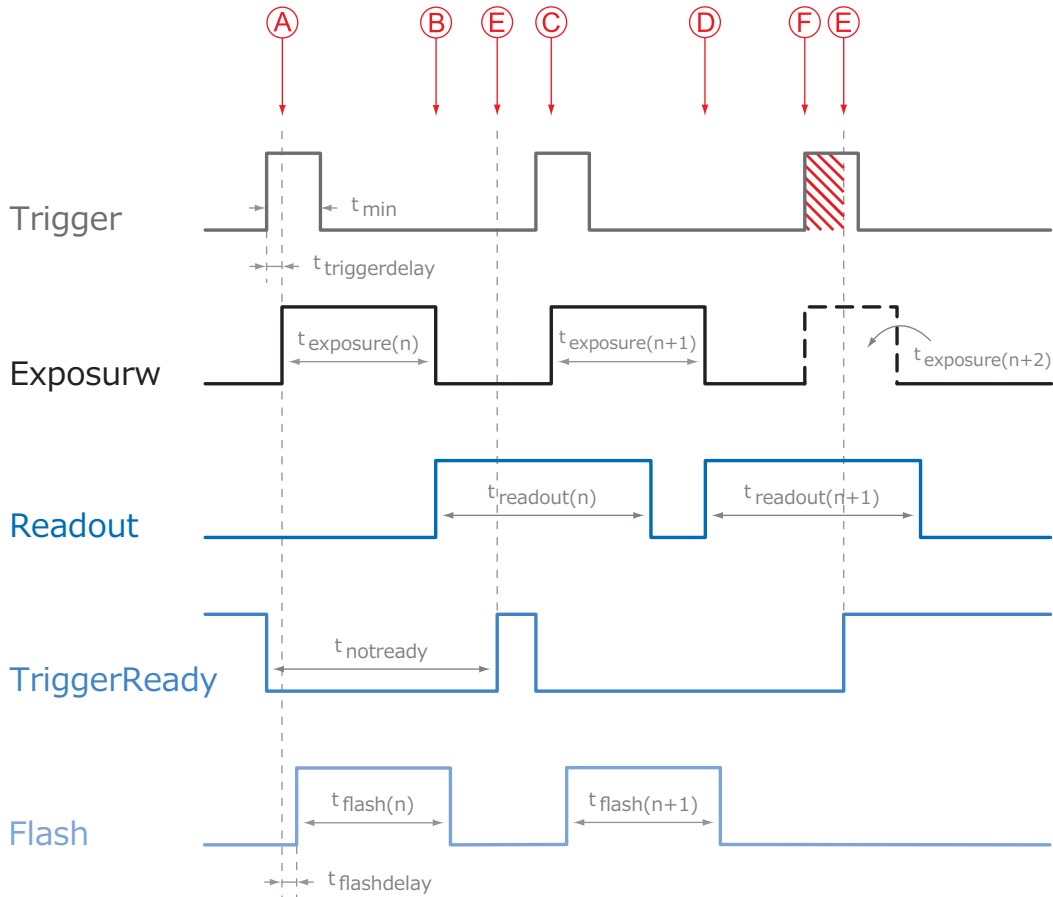 A B E C D F E
Trigger
t min
t triggerdelay
Exposurw
t exposure(n)
t exposure(n+1)
t exposure(n+2)
Readout
t readout(n)
t readout(n+1)
TriggerReady
t notready
Flash
t flash(n)
t flash(n+1)
t flashdelay